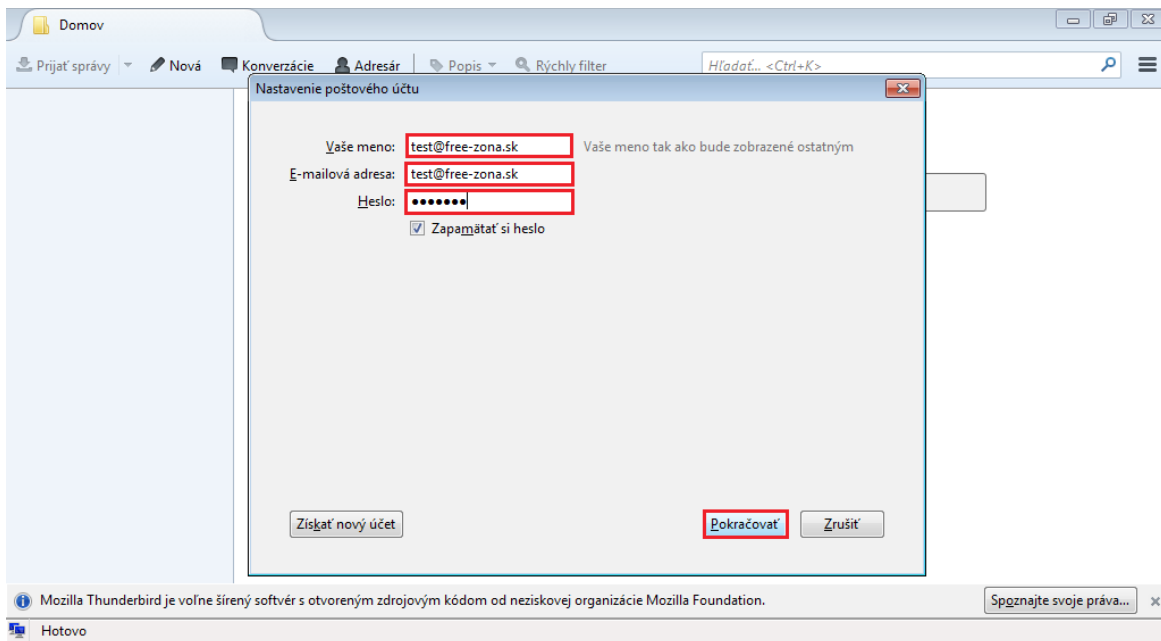 Domov
Prijať správy Nová Konverzácie Adresár Popis Rýchly filter Hľadať... <Ctrl+K>
Nastavenie poštového účtu
Vaše meno: test@free-zona.sk Vaše meno tak ako bude zobrazené ostatným
E-mailová adresa: test@free-zona.sk
Heslo: •••••••
Zapamätať si heslo
Získať nový účet Pokračovať Zrušiť
Mozilla Thunderbird je voľne šírený softvér s otvoreným zdrojovým kódom od neziskovej organizácie Mozilla Foundation. Spoznajte svoje práva...
Hotovo